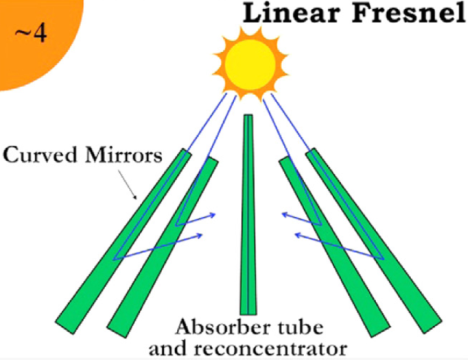 Linear Fresnel
~4
Curved Mirrors
Absorber tube
and reconcentrator